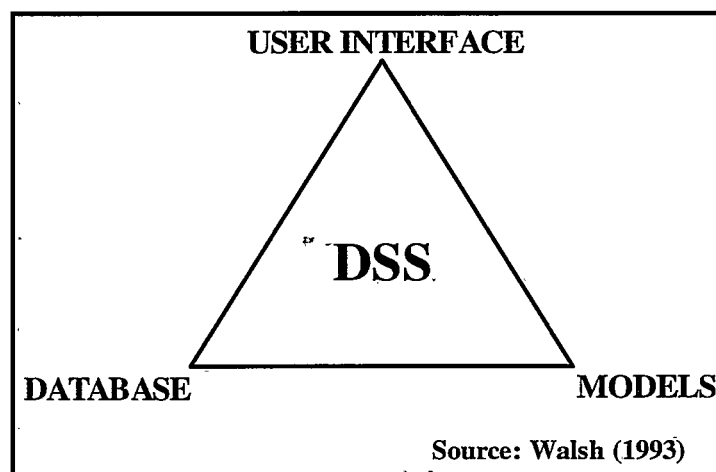 USER INTERFACE
DSS
DATABASE
MODELS
Source: Walsh (1993)